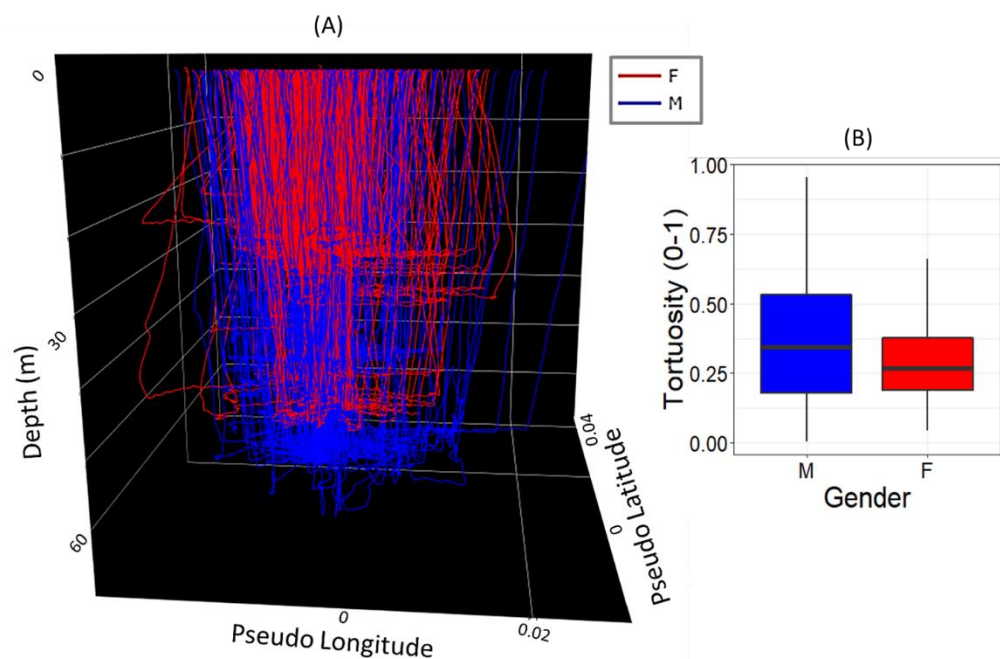 (A)
0
30
60
Depth (m)
0
0.02
Pseudo Longitude
0.04
0
Pseudo Latitude
F
M
(B)
1.00
0.75
0.50
0.25
0.00
Tortuosity (0-1)
M F
Gender